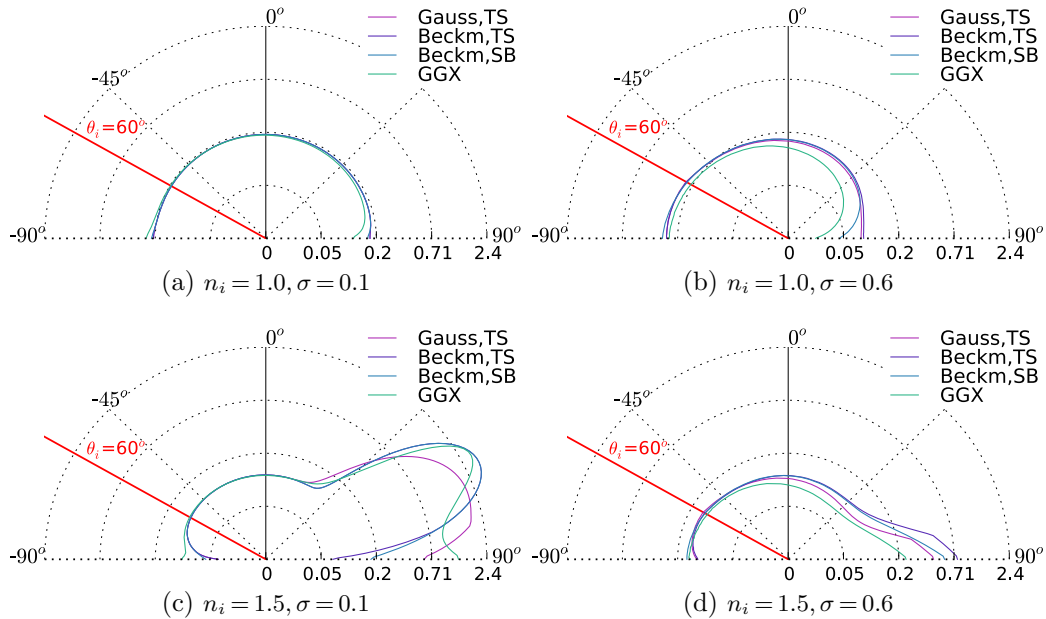 0°
Gauss,TS
Beckm,TS
Beckm,SB
GGX
-45°
θᵢ=60°
-90°
90°
0 0.05 0.2 0.71 2.4
(a) nᵢ = 1.0, σ = 0.1
0°
Gauss,TS
Beckm,TS
Beckm,SB
GGX
-45°
θᵢ=60°
-90°
90°
0 0.05 0.2 0.71 2.4
(b) nᵢ = 1.0, σ = 0.6
0°
Gauss,TS
Beckm,TS
Beckm,SB
GGX
-45°
θᵢ=60°
-90°
90°
0 0.05 0.2 0.71 2.4
(c) nᵢ = 1.5, σ = 0.1
0°
Gauss,TS
Beckm,TS
Beckm,SB
GGX
-45°
θᵢ=60°
-90°
90°
0 0.05 0.2 0.71 2.4
(d) nᵢ = 1.5, σ = 0.6